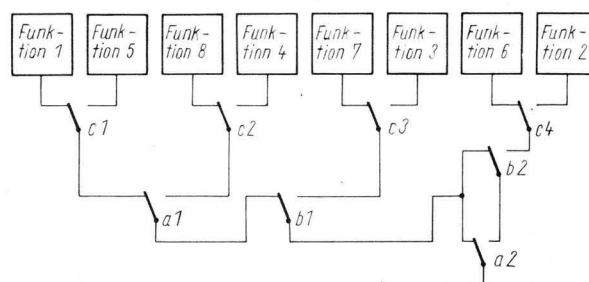 Funk-
tion 1
Funk-
tion 5
Funk-
tion 8
Funk-
tion 4
Funk-
tion 7
Funk-
tion 3
Funk-
tion 6
Funk-
tion 2
c1
c2
c3
c4
b2
a1
b1
a2